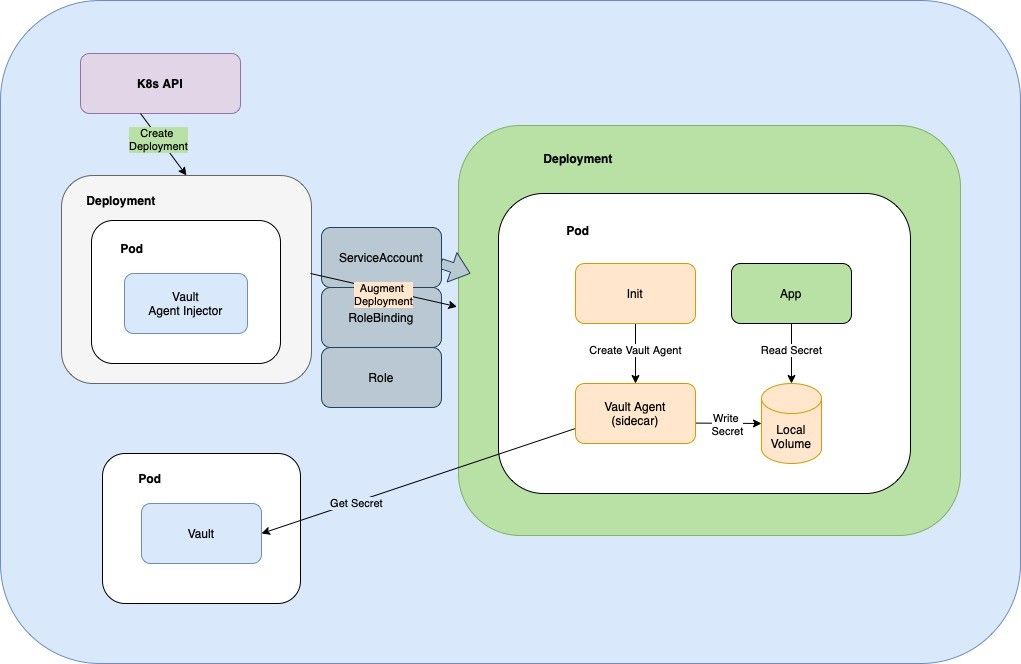 K8s API
Create
Deployment
Deployment
Pod
Vault
Agent Injector
ServiceAccount
Augment
Deployment
RoleBinding
Role
Deployment
Pod
Init
App
Create Vault Agent
Read Secret
Vault Agent
(sidecar)
Write
Secret
Local
Volume
Get Secret
Pod
Vault